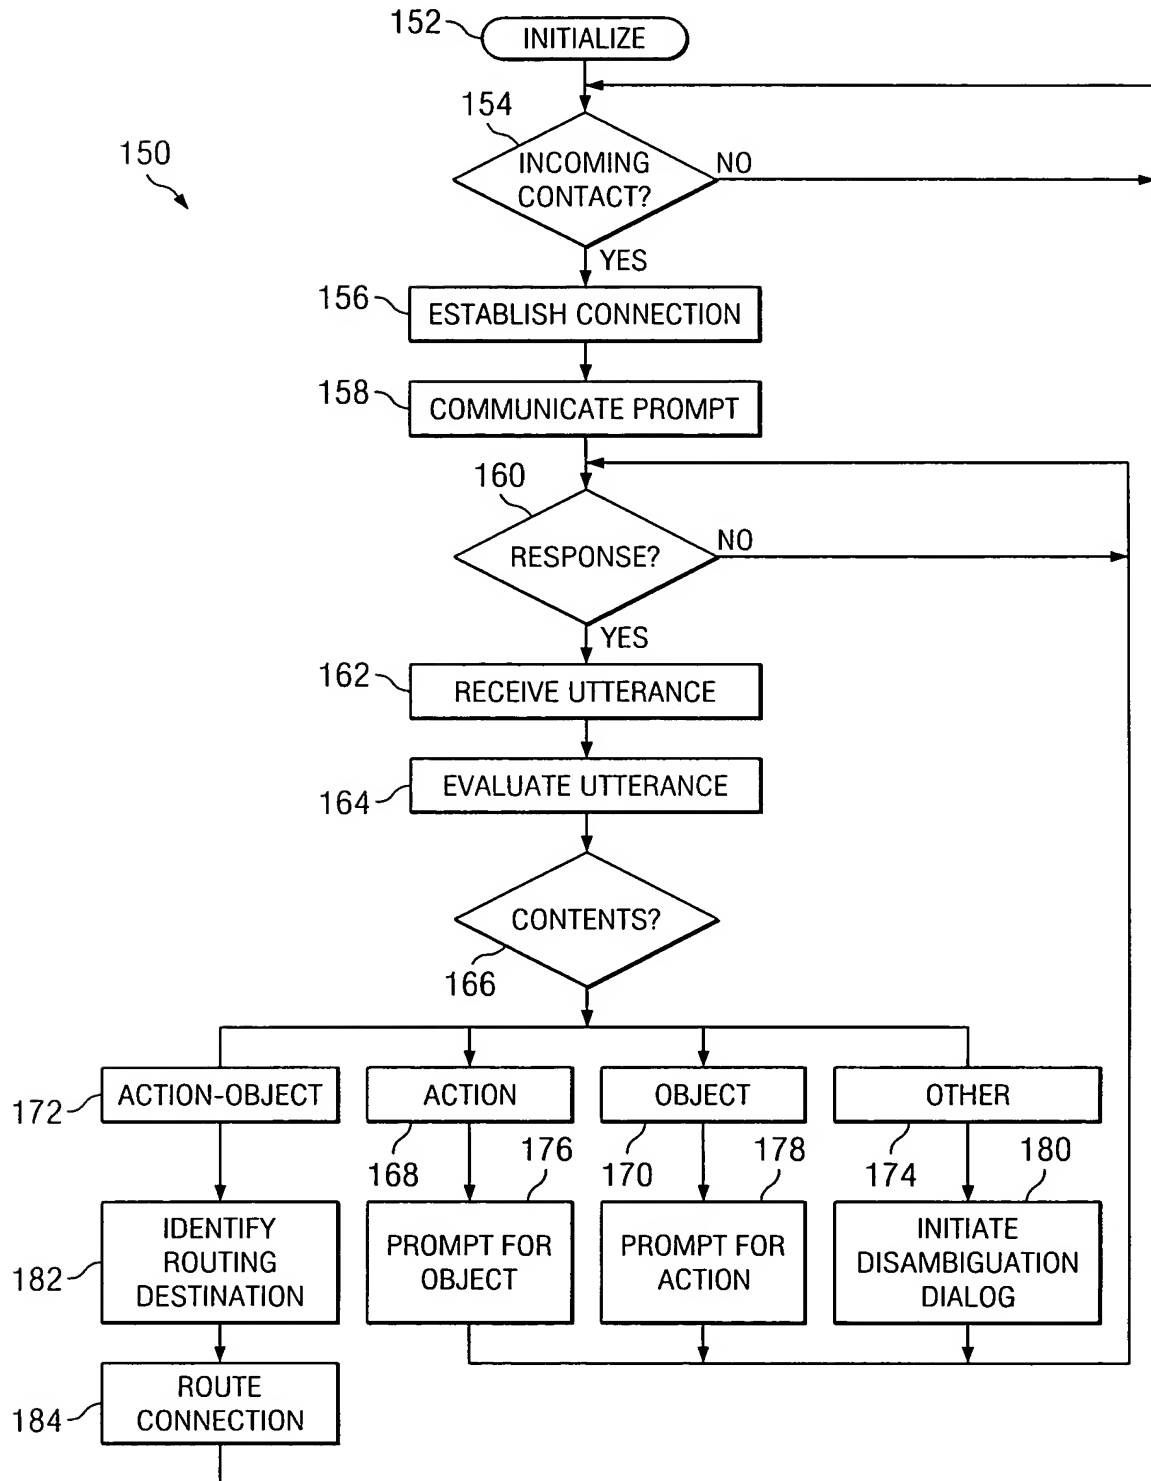 152
INITIALIZE
154
150
INCOMING
CONTACT?
NO
YES
156
ESTABLISH CONNECTION
158
COMMUNICATE PROMPT
160
RESPONSE?
NO
YES
162
RECEIVE UTTERANCE
164
EVALUATE UTTERANCE
CONTENTS?
166
172
ACTION-OBJECT
ACTION
OBJECT
OTHER
168
176
170
178
174
180
182
IDENTIFY
ROUTING
DESTINATION
PROMPT FOR
OBJECT
PROMPT FOR
ACTION
INITIATE
DISAMBIGUATION
DIALOG
184
ROUTE
CONNECTION